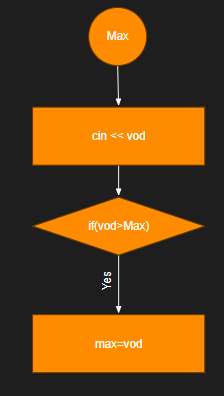 Max
cin << vod
if(vod>Max)
Yes
max=vod